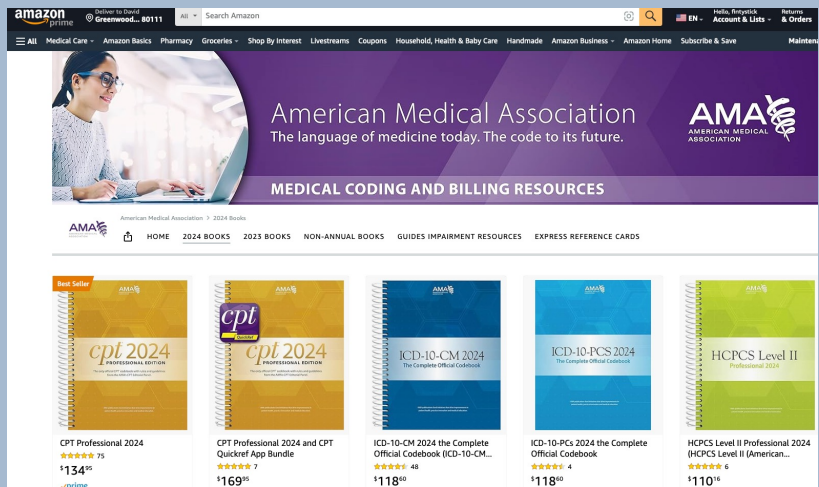 amazon prime
Deliver to David
Greenwood... 80111
All
Search Amazon
EN
Hello, fintystick
Account & Lists
Returns
& Orders
All Medical Care Amazon Basics Pharmacy Groceries Shop By Interest Livestreams Coupons Household, Health & Baby Care Handmade Amazon Business Amazon Home Subscribe & Save
American Medical Association
The language of medicine today. The code to its future.
AMA
AMERICAN MEDICAL
ASSOCIATION
MEDICAL CODING AND BILLING RESOURCES
AMA
American Medical Association > 2024 Books
HOME 2024 BOOKS 2023 BOOKS NON-ANNUAL BOOKS GUIDES IMPAIRMENT RESOURCES EXPRESS REFERENCE CARDS
Best Seller
AMA
cpt 2024
PROFESSIONAL EDITION
CPT Professional 2024
75
$134.95
prime
AMA
cpt
QuickRef
cpt 2024
PROFESSIONAL EDITION
CPT Professional 2024 and CPT
Quickref App Bundle
7
$169.95
AMA
ICD-10-CM 2024
The Complete Official Codebook
ICD-10-CM 2024 the Complete
Official Codebook (ICD-10-CM...
48
$118.60
AMA
ICD-10-PCS 2024
The Complete Official Codebook
ICD-10-PCs 2024 the Complete
Official Codebook
4
$118.60
AMA
HCPCS Level II
Professional 2024
HCPCS Level II Professional 2024
(HCPCS Level II (American...
6
$110.16